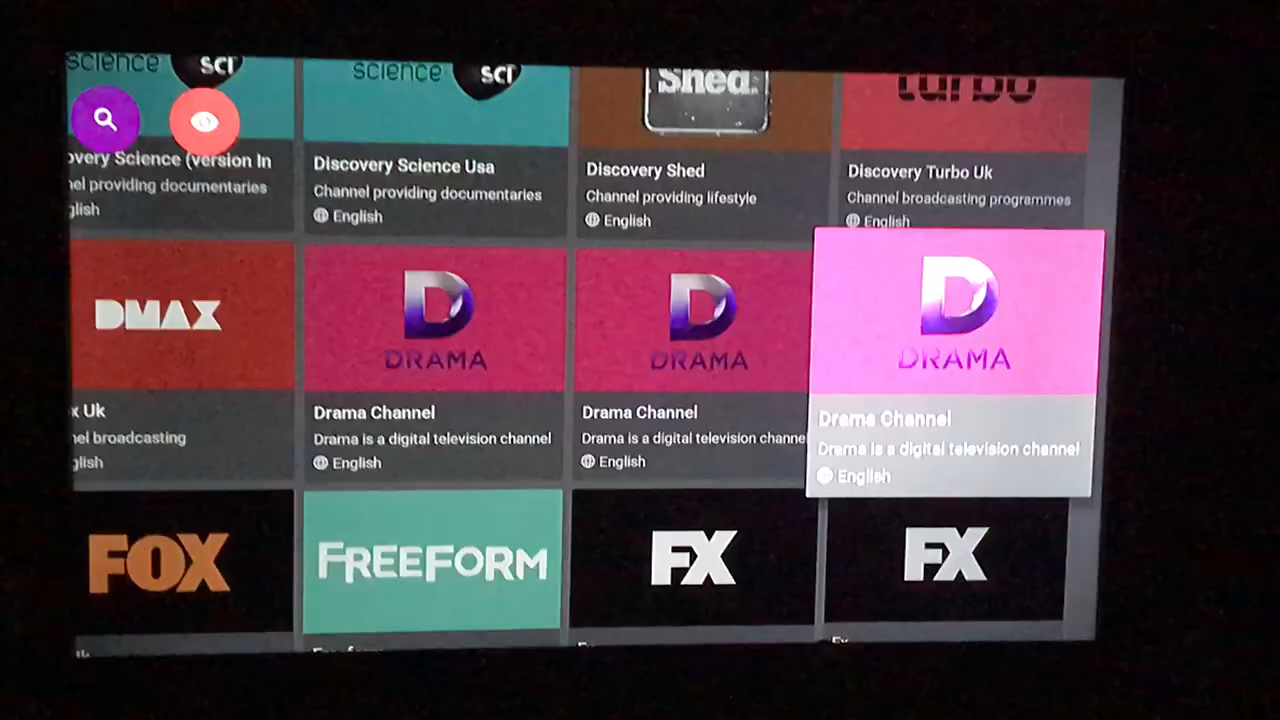 science SCI
science SCI
Shed.
turbo
overy Science (version In
nel providing documentaries
glish
Discovery Science Usa
Channel providing documentaries
English
Discovery Shed
Channel providing lifestyle
English
Discovery Turbo Uk
Channel broadcasting programmes
English
DMAX
x Uk
nel broadcasting
glish
D
DRAMA
Drama Channel
Drama is a digital television channel
English
D
DRAMA
Drama Channel
Drama is a digital television channel
English
D
DRAMA
Drama Channel
Drama is a digital television channel
English
FOX
FREEFORM
FX
FX